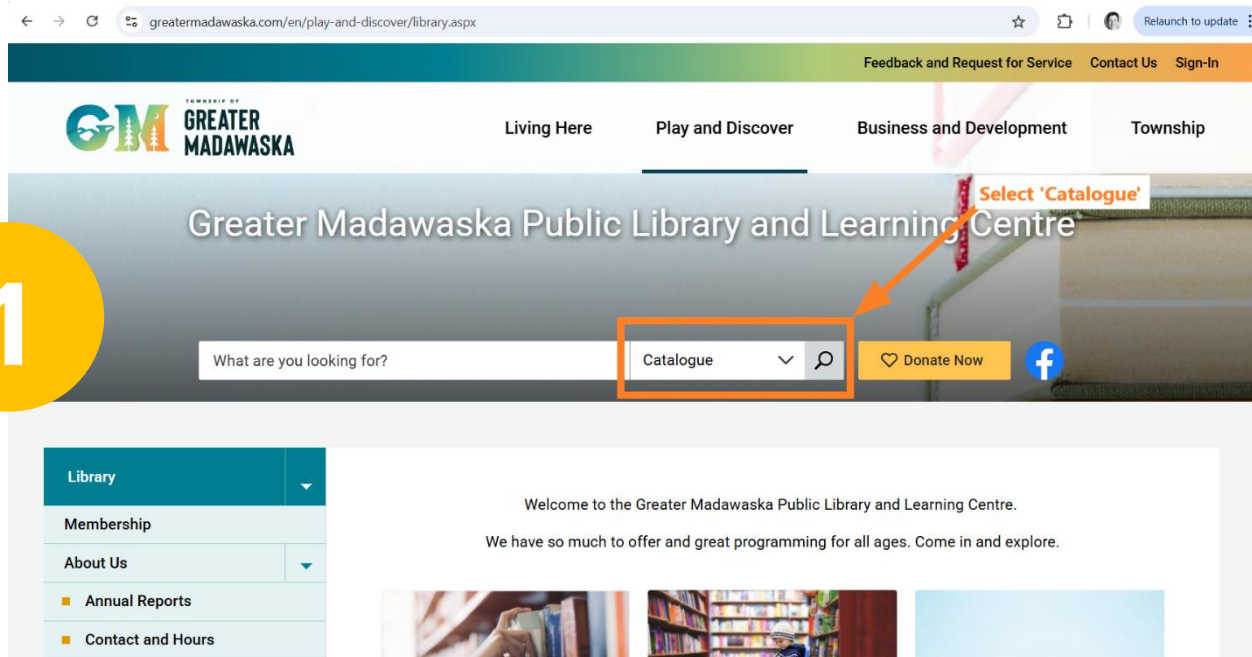 greatermadawaska.com/en/play-and-discover/library.aspx
Relaunch to update
Feedback and Request for Service Contact Us Sign-In
GM
TOWNSHIP OF
GREATER
MADAWASKA
Living Here Play and Discover Business and Development Township
Select 'Catalogue'
Greater Madawaska Public Library and Learning Centre
1
What are you looking for? Catalogue Donate Now
Library
Membership
About Us
Annual Reports
Contact and Hours
Welcome to the Greater Madawaska Public Library and Learning Centre.
We have so much to offer and great programming for all ages. Come in and explore.